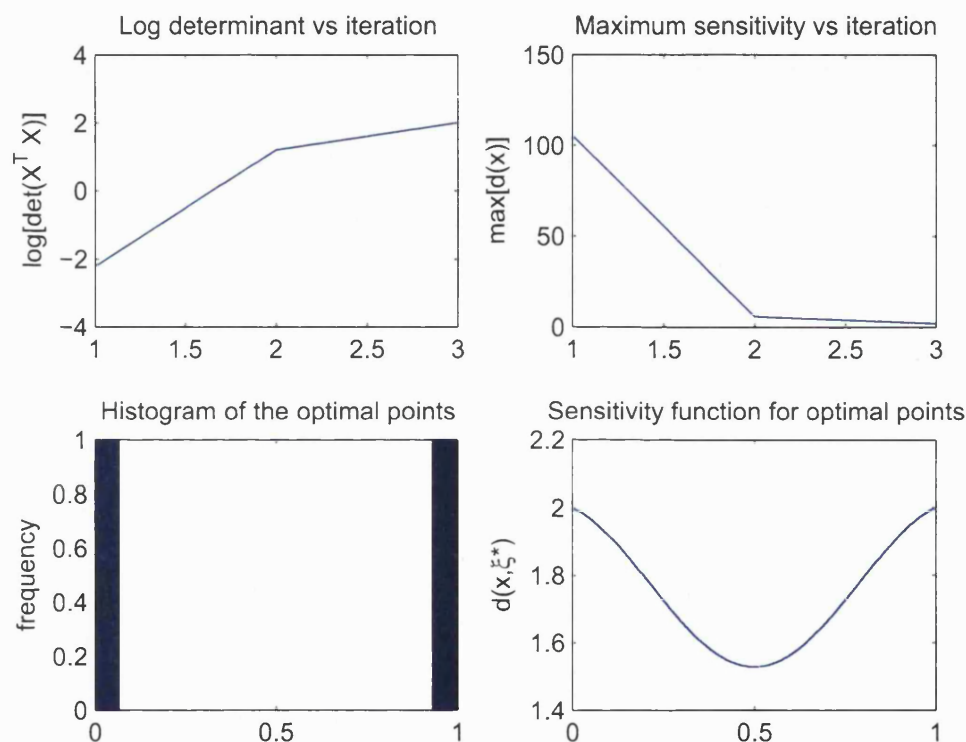 Log determinant vs iteration
4
2
0
−2
−4
log[det(X^T X)]
1 1.5 2 2.5 3
Maximum sensitivity vs iteration
150
100
50
0
max[d(x)]
1 1.5 2 2.5 3
Histogram of the optimal points
1
0.8
0.6
0.4
0.2
0
frequency
0 0.5 1
Sensitivity function for optimal points
2.2
2
1.8
1.6
1.4
d(x,ξ*)
0 0.5 1